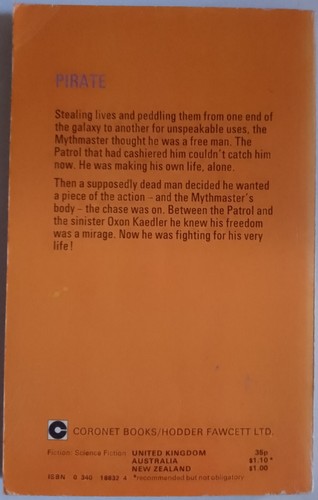 PIRATE
Stealing lives and peddling them from one end of
the galaxy to another for unspeakable uses, the
Mythmaster thought he was a free man. The
Patrol that had cashiered him couldn't catch him
now. He was making his own life, alone.
Then a supposedly dead man decided he wanted
a piece of the action - and the Mythmaster's
body - the chase was on. Between the Patrol and
the sinister Oxon Kaedler he knew his freedom
was a mirage. Now he was fighting for his very
life!
CORONET BOOKS/HODDER FAWCETT LTD.
Fiction: Science Fiction UNITED KINGDOM 35p
AUSTRALIA $1.10*
NEW ZEALAND $1.00
ISBN 0 340 18832 4 *recommended but not obligatory